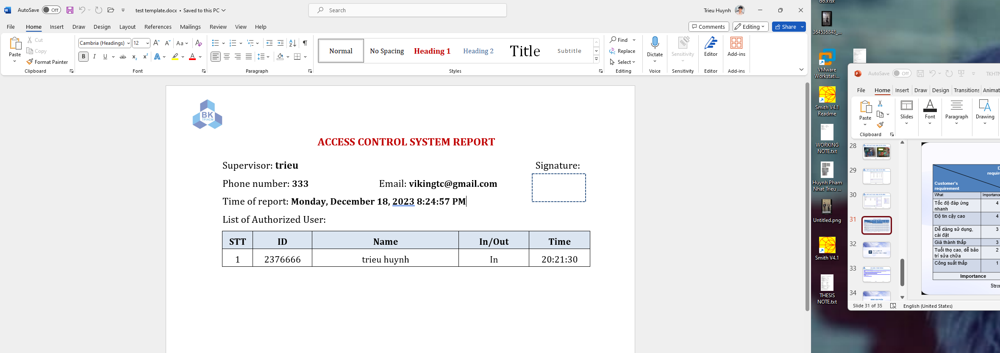 AutoSave Off test template.docx • Saved to this PC Search Trieu Huynh
File Home Insert Draw Design Layout References Mailings Review View Help Comments Editing Share
Paste Cut Copy Format Painter Clipboard
Cambria (Headings) 12 Aa B I U ab x₂ x² A A Font
Paragraph
Normal No Spacing Heading 1 Heading 2 Title Subtitle Styles
Find Replace Select Editing
Dictate Voice
Sensitivity Sensitivity
Editor Editor
Add-ins Add-ins
BK
TP.HCM
ACCESS CONTROL SYSTEM REPORT
Supervisor: trieu Signature:
Phone number: 333 Email: vikingtc@gmail.com
Time of report: Monday, December 18, 2023 8:24:57 PM
List of Authorized User:
STT ID Name In/Out Time
1 2376666 trieu huynh In 20:21:30
do.xlsx
364536848_...
VMware
Workstati...
Smith V4.1
Readme
WORKING
NOTE.txt
Huynh Pham
Nhat Trieu ...
Untitled.png
Smith V4.1
THESIS
NOTE.txt
AutoSave Off TKHTN
File Home Insert Draw Design Transitions Animat
Paste Clipboard
Slides Font Paragraph Drawing
28
29
30
31
32
33
34
D
require
Customer's
requirement
What Importance
Tốc độ đáp ứng
nhanh 4
Độ tin cậy cao 4
Dễ dàng sử dụng,
cài đặt 3
Giá thành thấp 3
Tuổi thọ cao, dễ bảo
trì sửa chữa 2
Công suất thấp 1
Importance
Stron
Slide 31 of 35 English (United States)